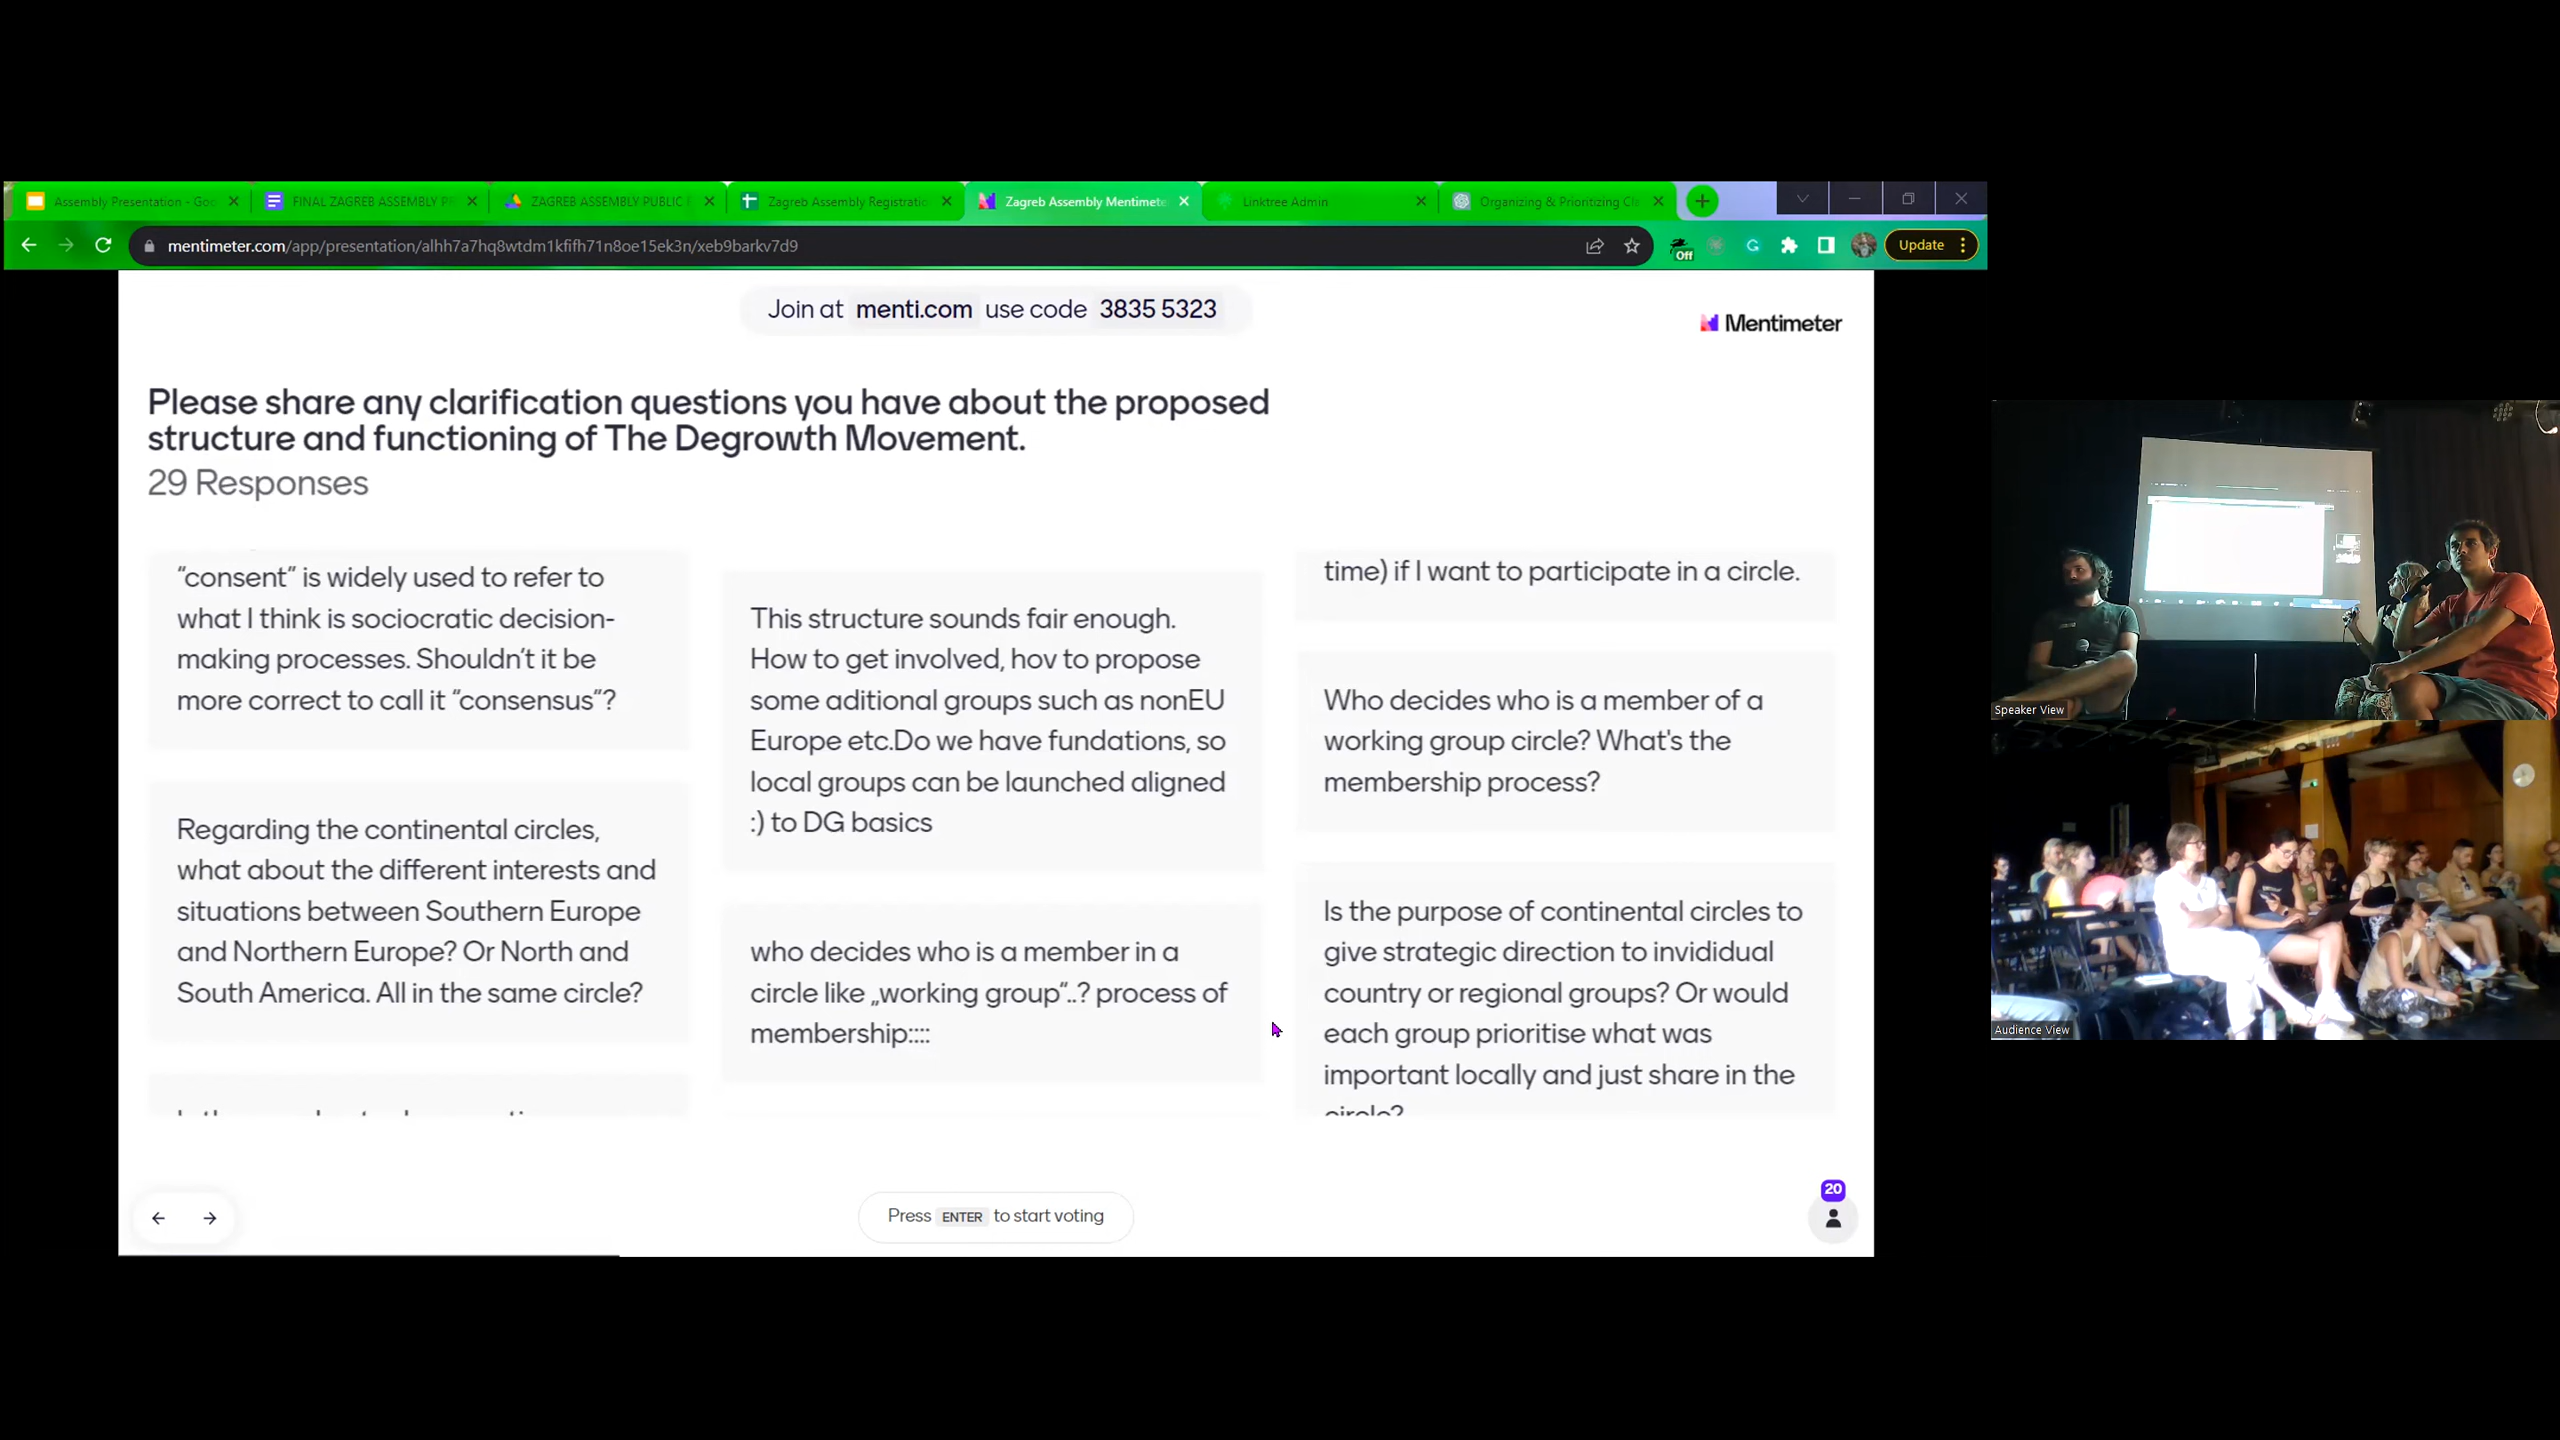 Assembly Presentation - Goo
FINAL ZAGREB ASSEMBLY PR
ZAGREB ASSEMBLY PUBLIC F
Zagreb Assembly Registratio
Zagreb Assembly Mentimete
Linktree Admin
Organizing & Prioritizing Cla
mentimeter.com/app/presentation/alhh7a7hq8wtdm1kfifh71n8oe15ek3n/xeb9barkv7d9
Off
Update
Join at menti.com use code 3835 5323
Mentimeter
Please share any clarification questions you have about the proposed
structure and functioning of The Degrowth Movement.
29 Responses
“consent” is widely used to refer to
what I think is sociocratic decision-
making processes. Shouldn’t it be
more correct to call it “consensus”?
Regarding the continental circles,
what about the different interests and
situations between Southern Europe
and Northern Europe? Or North and
South America. All in the same circle?
This structure sounds fair enough.
How to get involved, hov to propose
some aditional groups such as nonEU
Europe etc.Do we have fundations, so
local groups can be launched aligned
:) to DG basics
who decides who is a member in a
circle like „working group“..? process of
membership::::
time) if I want to participate in a circle.
Who decides who is a member of a
working group circle? What's the
membership process?
Is the purpose of continental circles to
give strategic direction to invididual
country or regional groups? Or would
each group prioritise what was
important locally and just share in the
circle?
Press ENTER to start voting
20
Speaker View
Audience View